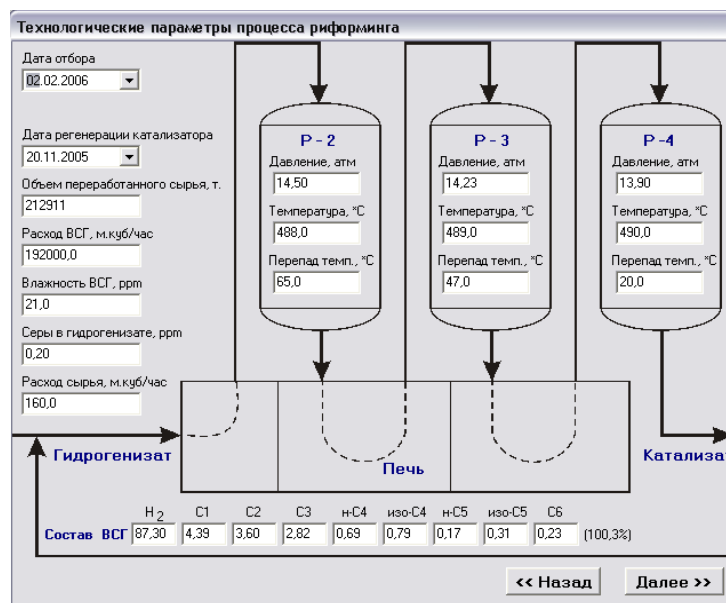 Технологические параметры процесса риформинга
Дата отбора
02.02.2006
Дата регенерации катализатора
20.11.2005
Объем переработанного сырья, т.
212911
Расход ВСГ, м.куб/час
192000,0
Влажность ВСГ, ppm
21,0
Серы в гидрогенизате, ppm
0,20
Расход сырья, м.куб/час
160,0
Р - 2
Давление, атм
14,50
Температура, *С
488,0
Перепад темп., *С
65,0
Р - 3
Давление, атм
14,23
Температура, *С
489,0
Перепад темп., *С
47,0
Р -4
Давление, атм
13,90
Температура, *С
490,0
Перепад темп., *С
20,0
Гидрогенизат
Печь
Катализат
H2 C1 C2 C3 н-C4 изо-C4 н-C5 изо-C5 C6
Состав ВСГ 87,30 4,39 3,60 2,82 0,69 0,79 0,17 0,31 0,23 (100,3%)
<< Назад Далее >>